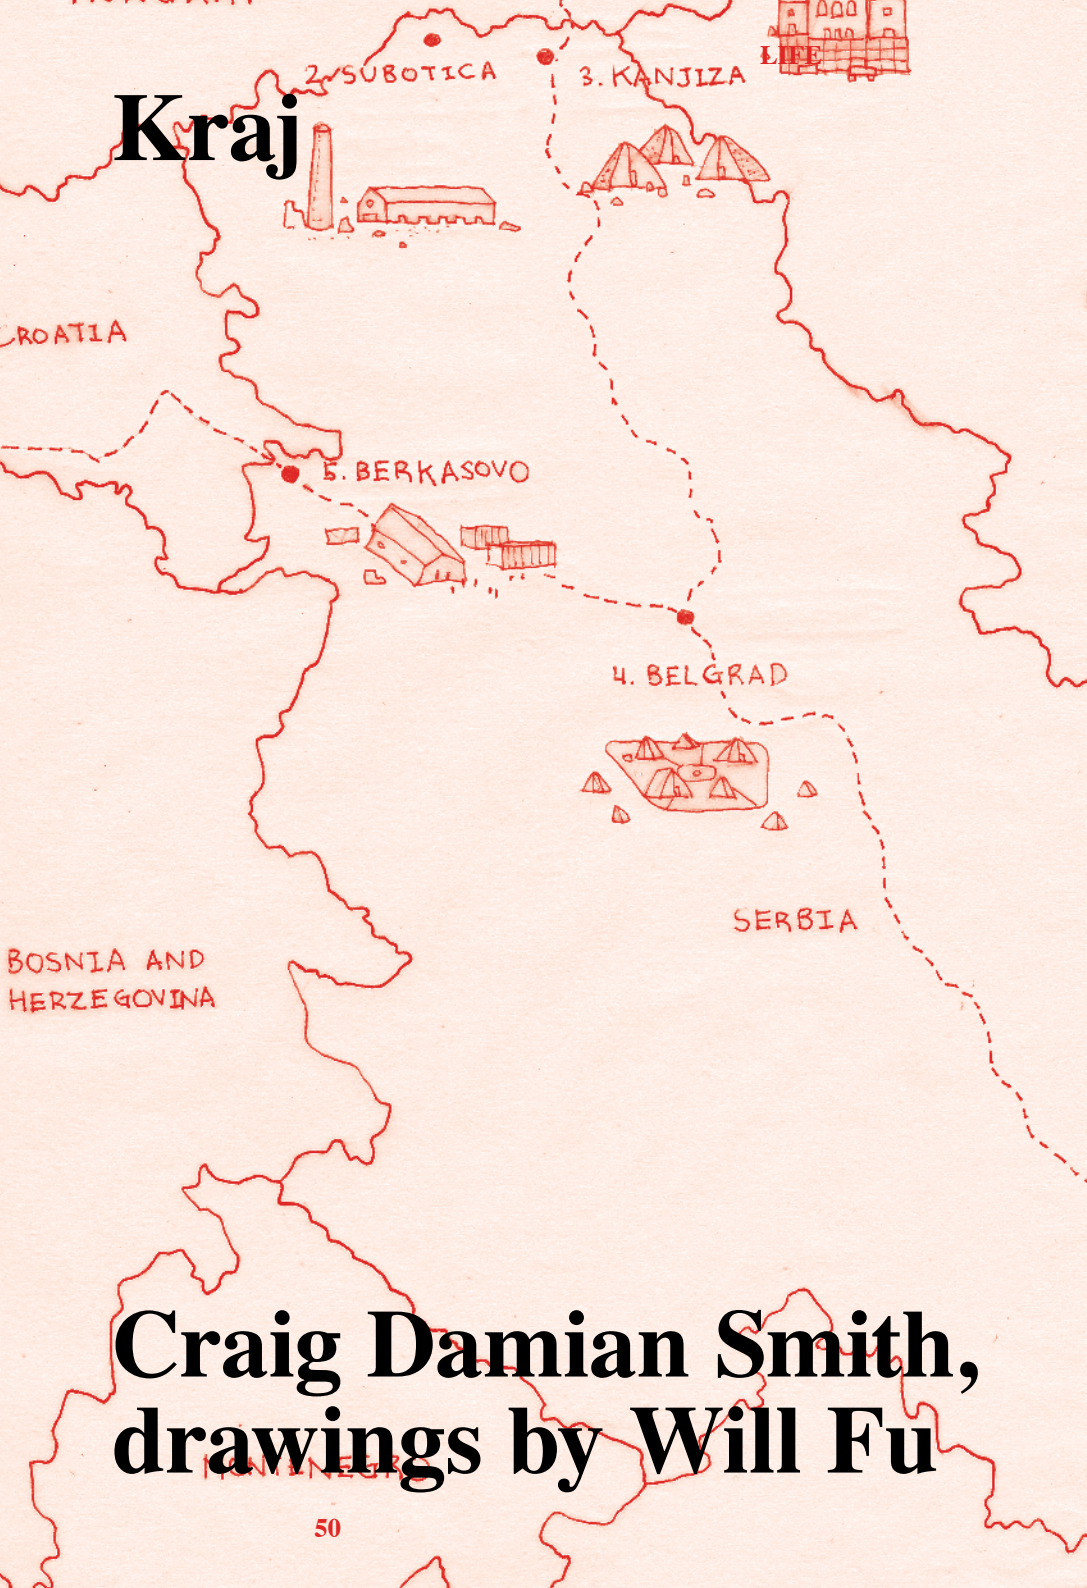 LIFE
2. SUBOTICA
3. KANJIZA
Kraj
CROATIA
5. BERKASOVO
4. BELGRAD
SERBIA
BOSNIA AND
HERZEGOVINA
Craig Damian Smith,
drawings by Will Fu
MONTENEGRO
50